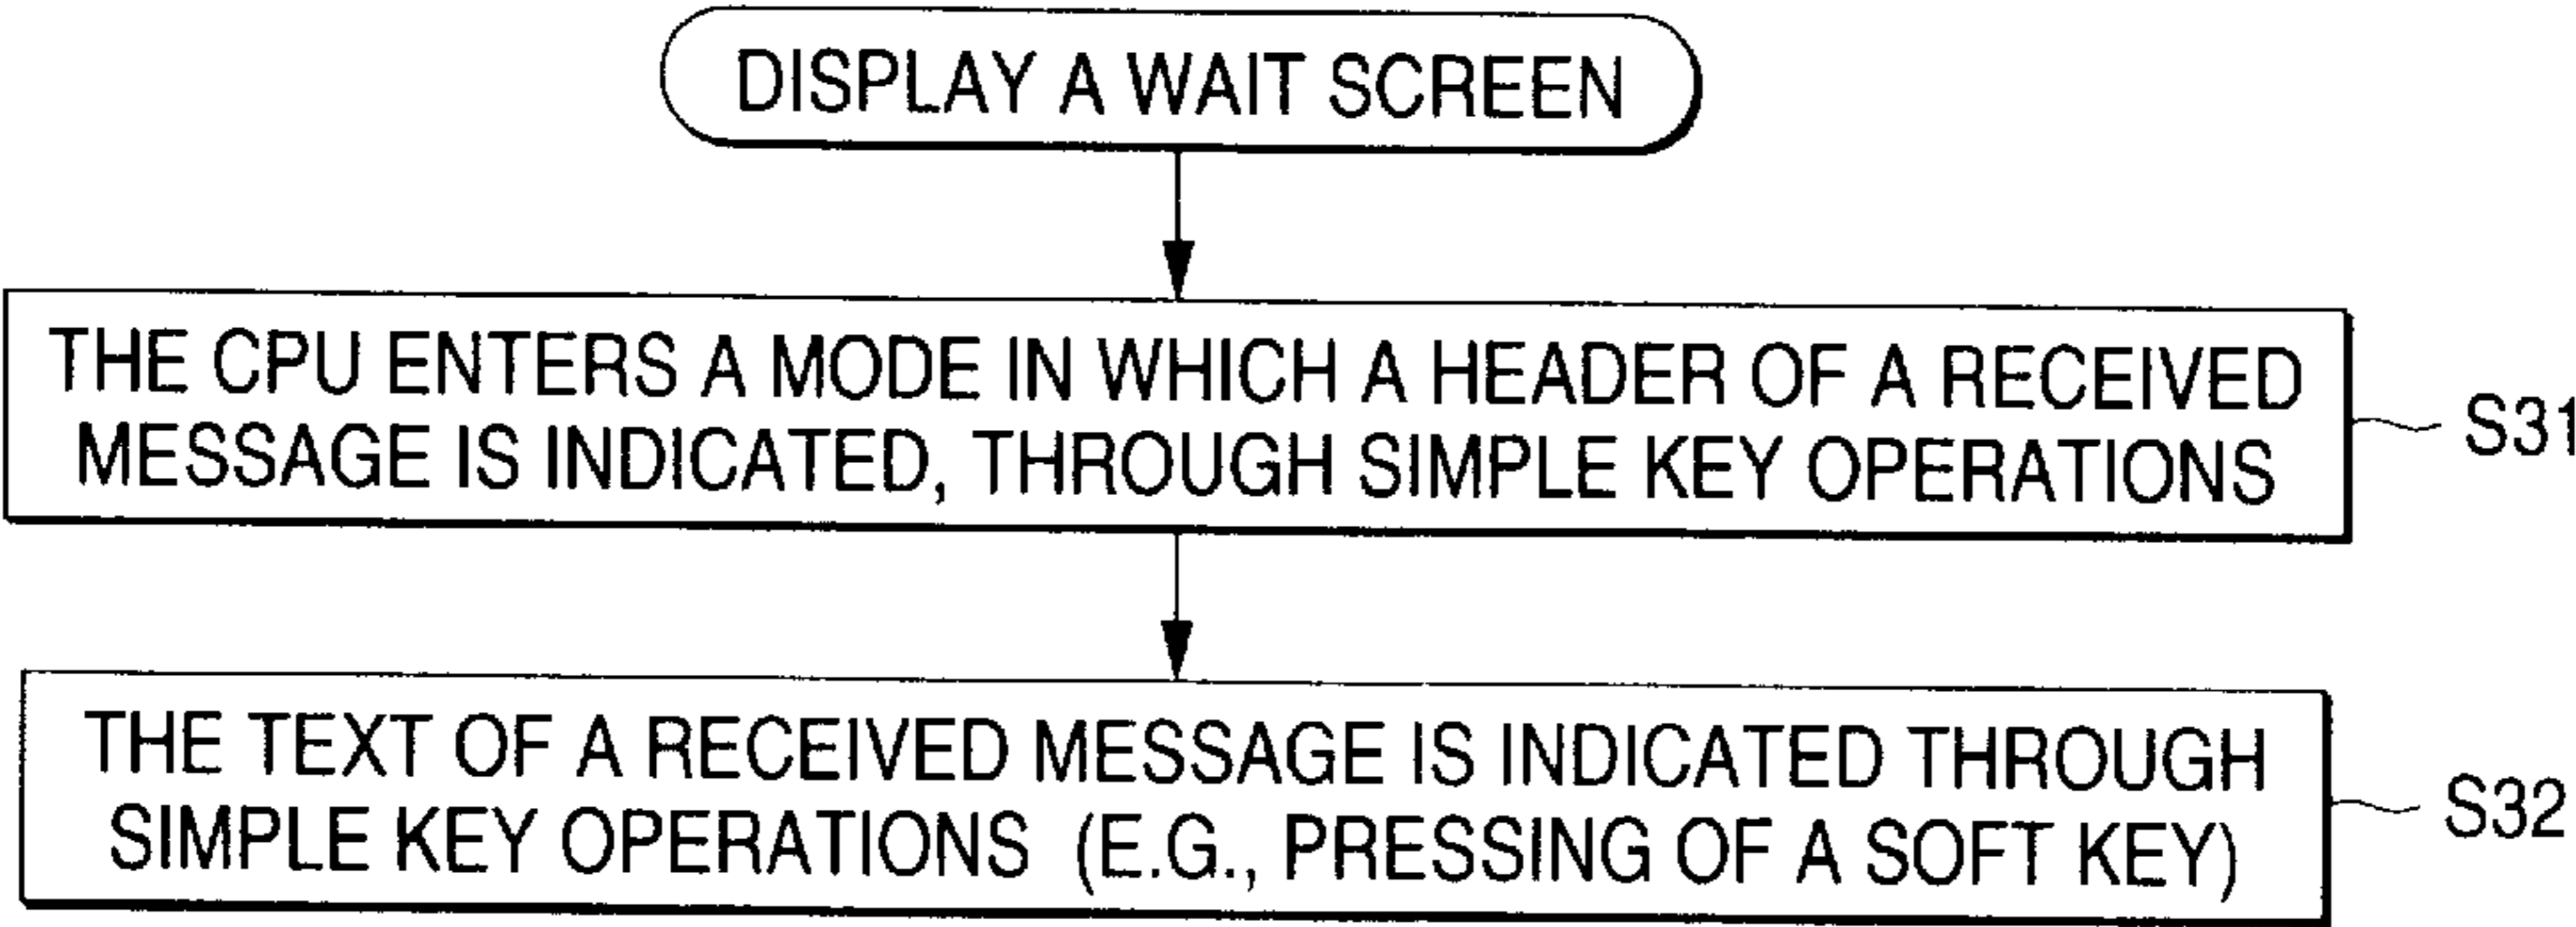 DISPLAY A WAIT SCREEN
THE CPU ENTERS A MODE IN WHICH A HEADER OF A RECEIVED
MESSAGE IS INDICATED, THROUGH SIMPLE KEY OPERATIONS
S31
THE TEXT OF A RECEIVED MESSAGE IS INDICATED THROUGH
SIMPLE KEY OPERATIONS (E.G., PRESSING OF A SOFT KEY)
S32